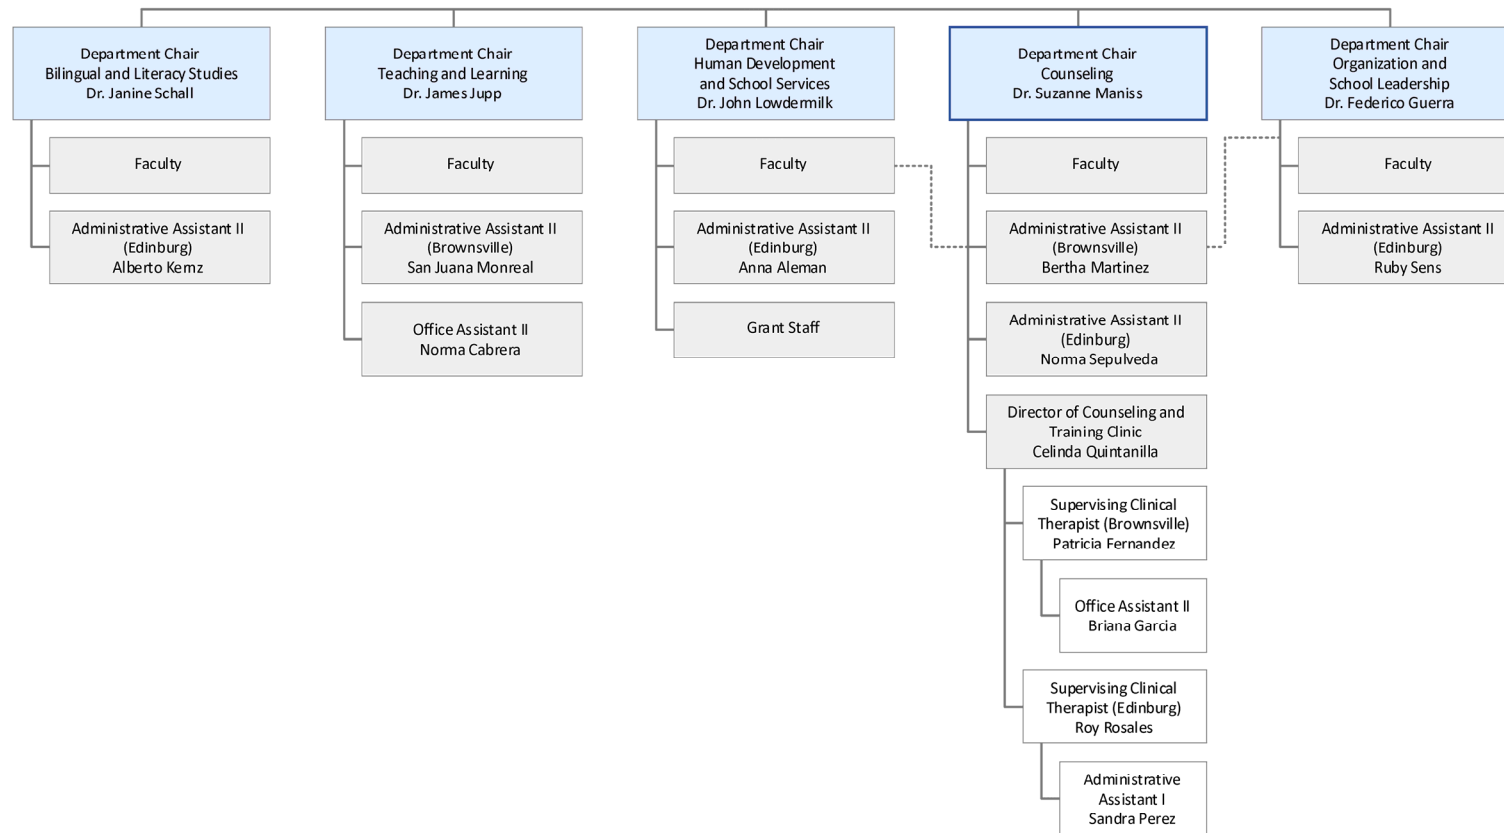 Department Chair
Bilingual and Literacy Studies
Dr. Janine Schall
Faculty
Administrative Assistant II
(Edinburg)
Alberto Kernz
Department Chair
Teaching and Learning
Dr. James Jupp
Faculty
Administrative Assistant II
(Brownsville)
San Juana Monreal
Office Assistant II
Norma Cabrera
Department Chair
Human Development
and School Services
Dr. John Lowdermilk
Faculty
Administrative Assistant II
(Edinburg)
Anna Aleman
Grant Staff
Department Chair
Counseling
Dr. Suzanne Maniss
Faculty
Administrative Assistant II
(Brownsville)
Bertha Martinez
Administrative Assistant II
(Edinburg)
Norma Sepulveda
Director of Counseling and
Training Clinic
Celinda Quintanilla
Supervising Clinical
Therapist (Brownsville)
Patricia Fernandez
Office Assistant II
Briana Garcia
Supervising Clinical
Therapist (Edinburg)
Roy Rosales
Administrative
Assistant I
Sandra Perez
Department Chair
Organization and
School Leadership
Dr. Federico Guerra
Faculty
Administrative Assistant II
(Edinburg)
Ruby Sens